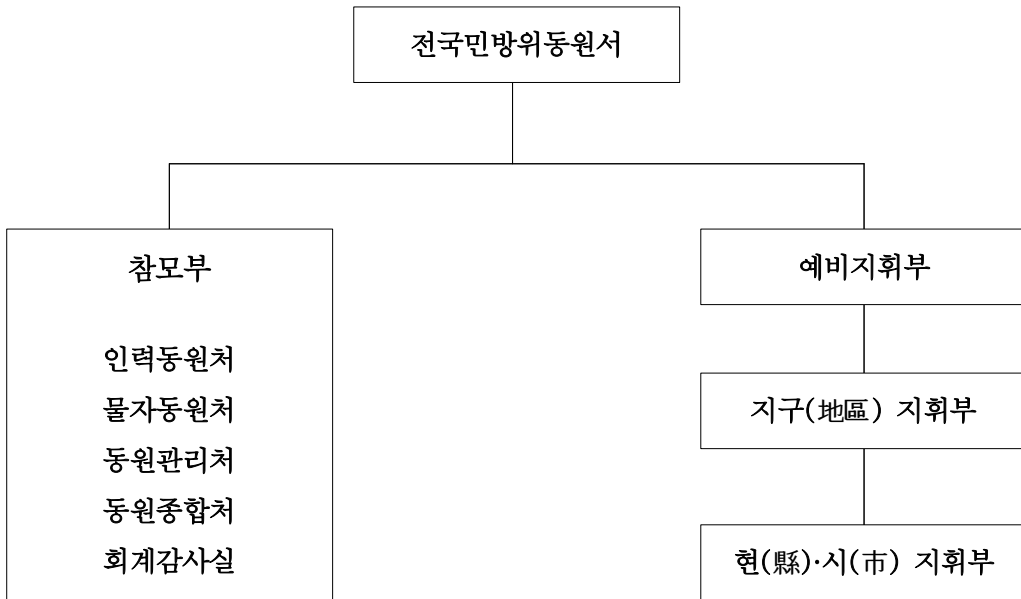 전국민방위동원서
참모부
인력동원처
물자동원처
동원관리처
동원종합처
회계감사실
예비지휘부
지구(地區) 지휘부
현(縣)·시(市) 지휘부